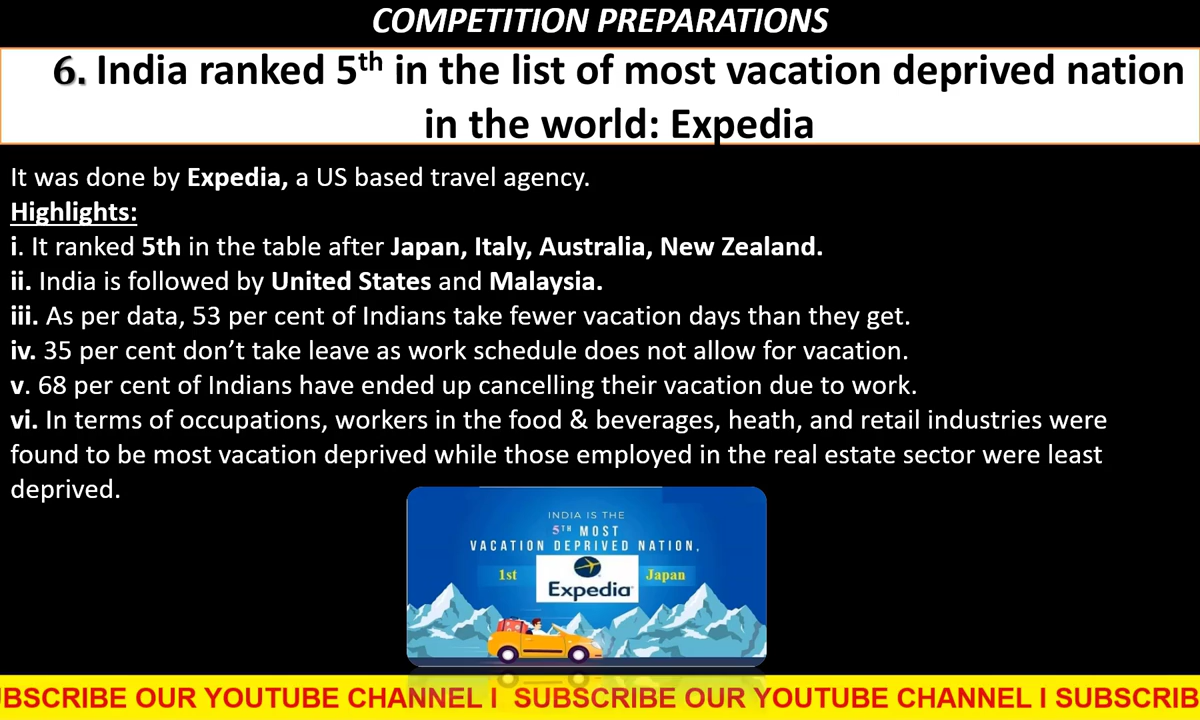 COMPETITION PREPARATIONS
6. India ranked 5th in the list of most vacation deprived nation
in the world: Expedia
It was done by Expedia, a US based travel agency.
Highlights:
i. It ranked 5th in the table after Japan, Italy, Australia, New Zealand.
ii. India is followed by United States and Malaysia.
iii. As per data, 53 per cent of Indians take fewer vacation days than they get.
iv. 35 per cent don’t take leave as work schedule does not allow for vacation.
v. 68 per cent of Indians have ended up cancelling their vacation due to work.
vi. In terms of occupations, workers in the food & beverages, heath, and retail industries were
found to be most vacation deprived while those employed in the real estate sector were least
deprived.
INDIA IS THE
5TH MOST
VACATION DEPRIVED NATION,
1st Japan
Expedia
UBSCRIBE OUR YOUTUBE CHANNEL I SUBSCRIBE OUR YOUTUBE CHANNEL I SUBSCRIB